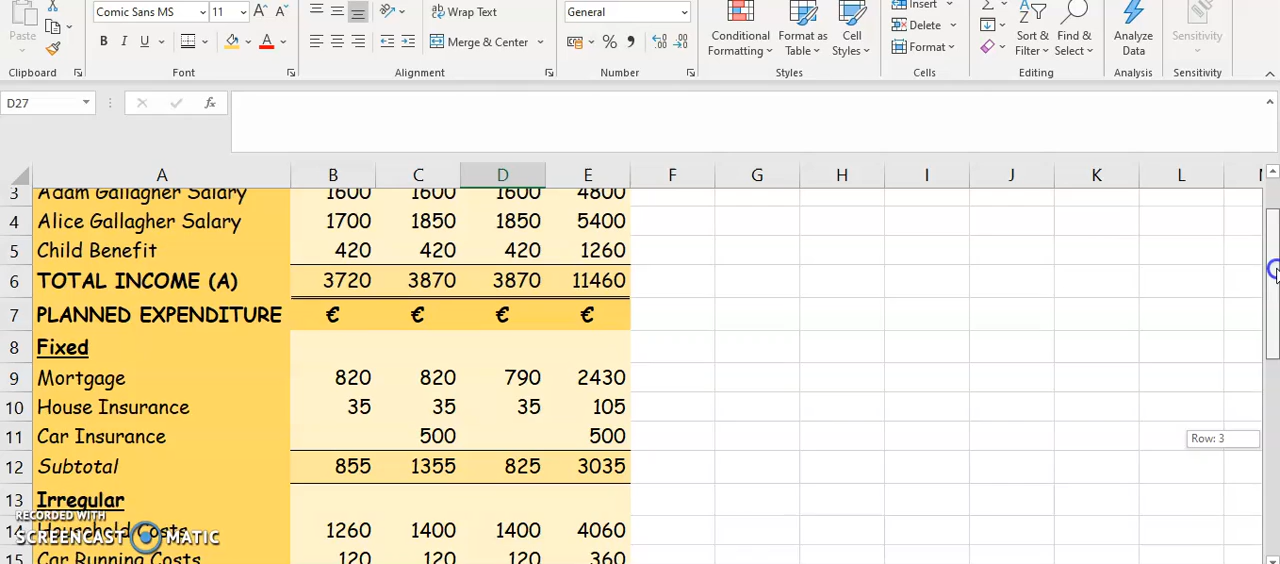 Comic Sans MS 11 A A Wrap Text General Insert Σ
Paste B I U A Merge & Center % , Conditional Formatting Format as Table Cell Styles Delete Format Sort & Filter Find & Select Analyze Data Sensitivity
Clipboard Font Alignment Number Styles Cells Editing Analysis Sensitivity
D27 fx
A B C D E F G H I J K L
3 Adam Gallagher Salary 1600 1600 1600 4800
4 Alice Gallagher Salary 1700 1850 1850 5400
5 Child Benefit 420 420 420 1260
6 TOTAL INCOME (A) 3720 3870 3870 11460
7 PLANNED EXPENDITURE € € € €
8 Fixed
9 Mortgage 820 820 790 2430
10 House Insurance 35 35 35 105
11 Car Insurance 500 500
Row: 3
12 Subtotal 855 1355 825 3035
13 Irregular
RECORDED WITH
14 Household Costs 1260 1400 1400 4060
SCREENCAST MATIC
15 Car Running Costs 120 120 120 360